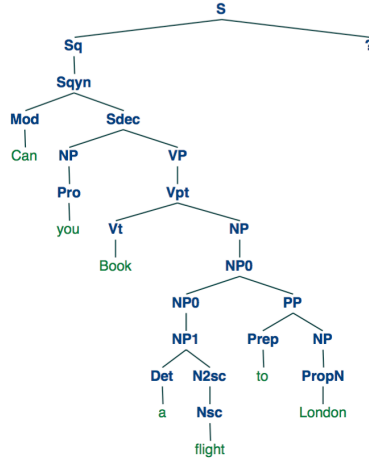 S
Sq ?
Sqyn
Mod Sdec
Can NP VP
Pro Vpt
you Vt NP
Book NP0
NP0 PP
NP1 Prep NP
Det N2sc to PropN
a Nsc London
flight